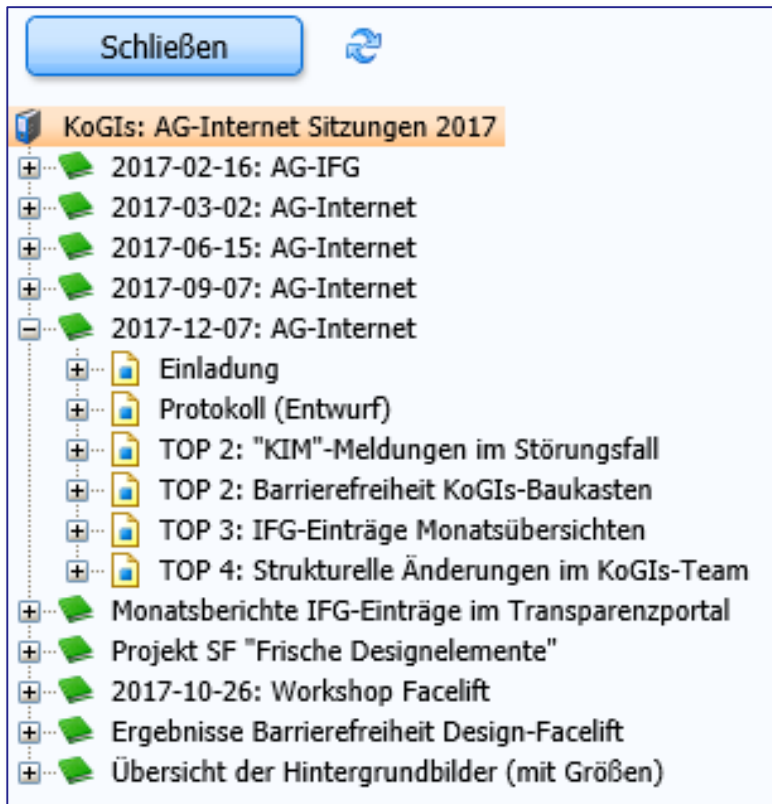 Schließen
KoGIs: AG-Internet Sitzungen 2017
2017-02-16: AG-IFG
2017-03-02: AG-Internet
2017-06-15: AG-Internet
2017-09-07: AG-Internet
2017-12-07: AG-Internet
Einladung
Protokoll (Entwurf)
TOP 2: "KIM"-Meldungen im Störungsfall
TOP 2: Barrierefreiheit KoGIs-Baukasten
TOP 3: IFG-Einträge Monatsübersichten
TOP 4: Strukturelle Änderungen im KoGIs-Team
Monatsberichte IFG-Einträge im Transparenzportal
Projekt SF "Frische Designelemente"
2017-10-26: Workshop Facelift
Ergebnisse Barrierefreiheit Design-Facelift
Übersicht der Hintergrundbilder (mit Größen)